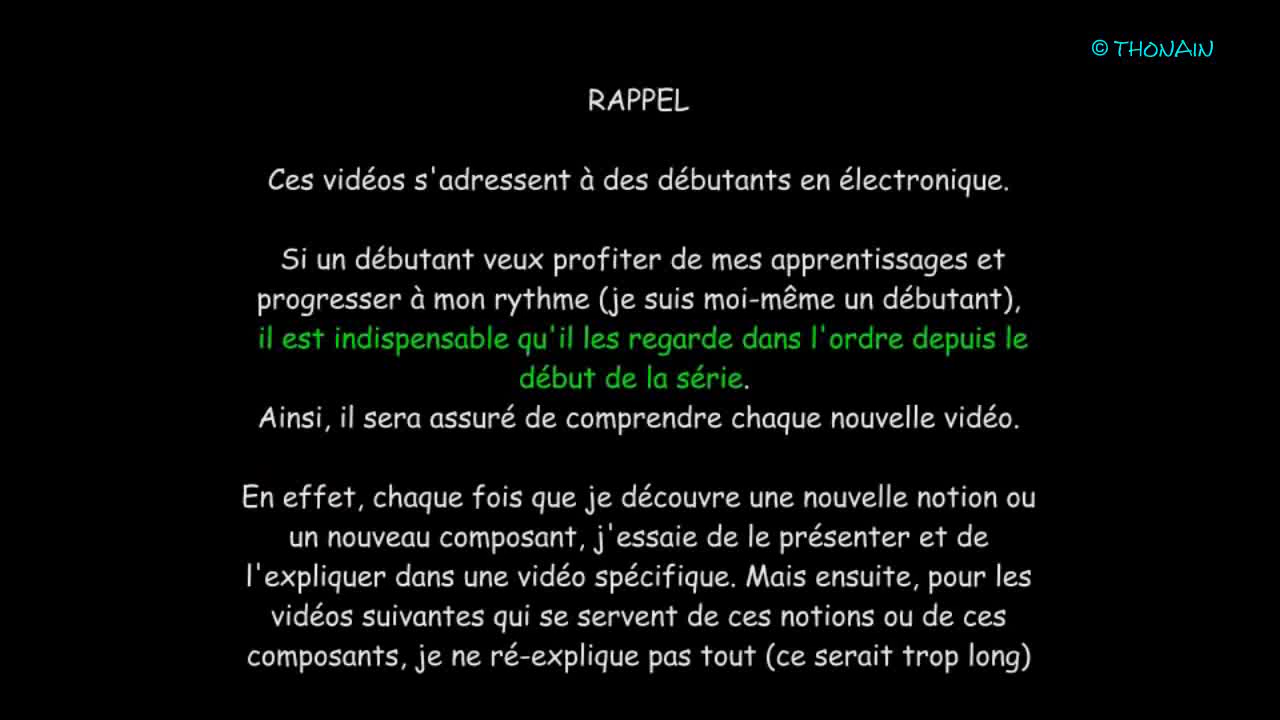 © THONAIN
RAPPEL
Ces vidéos s'adressent à des débutants en électronique.
Si un débutant veux profiter de mes apprentissages et
progresser à mon rythme (je suis moi-même un débutant),
il est indispensable qu'il les regarde dans l'ordre depuis le
début de la série.
Ainsi, il sera assuré de comprendre chaque nouvelle vidéo.
En effet, chaque fois que je découvre une nouvelle notion ou
un nouveau composant, j'essaie de le présenter et de
l'expliquer dans une vidéo spécifique. Mais ensuite, pour les
vidéos suivantes qui se servent de ces notions ou de ces
composants, je ne ré-explique pas tout (ce serait trop long)